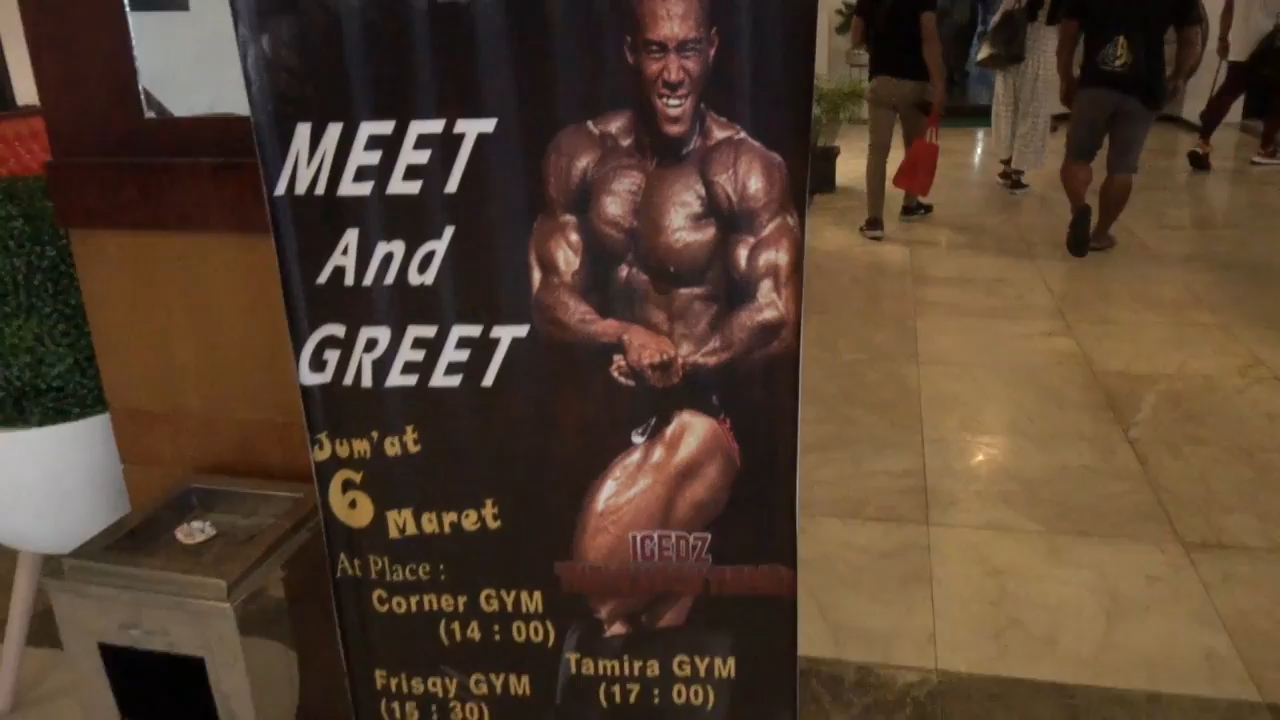 MEET
And
GREET
Jum'at
6 Maret
At Place :
Corner GYM
(14 : 00)
Frisqy GYM
(15 : 30)
IGEDZ
Tamira GYM
(17 : 00)